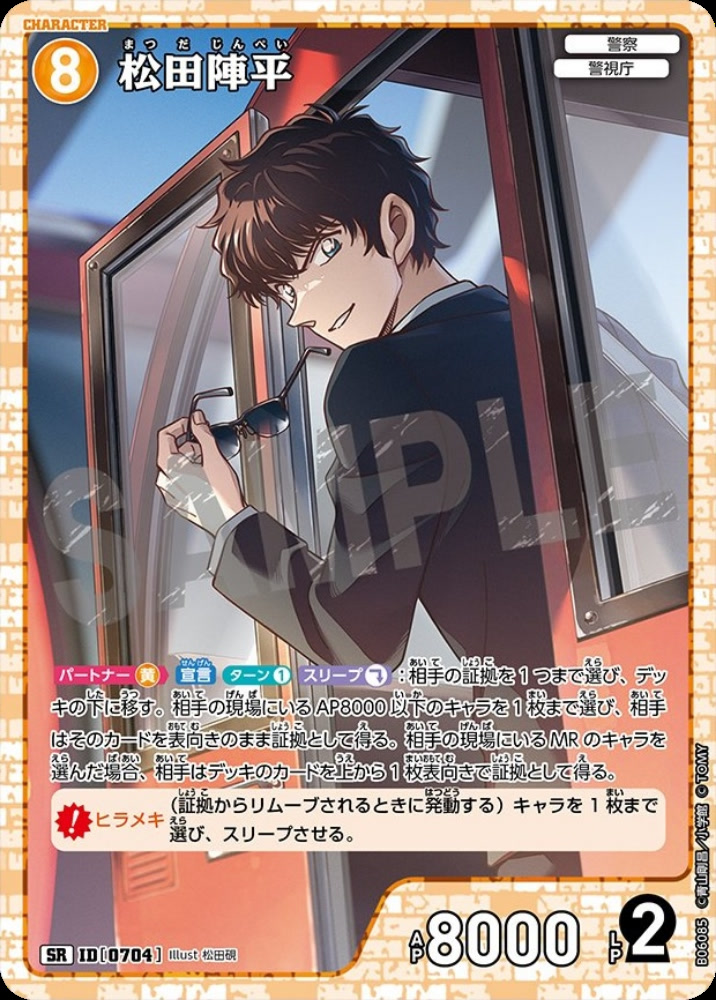 CHARACTER
8
まつだじんぺい
松田陣平
警察
警視庁
SAMPLE
パートナー 黄 宣言 ターン1 スリープ :相手の証拠を1つまで選び、デッ
キの下に移す。相手の現場にいるAP8000以下のキャラを1枚まで選び、相手
はそのカードを表向きのまま証拠として得る。相手の現場にいるMRのキャラを
選んだ場合、相手はデッキのカードを上から1枚表向きで証拠として得る。
ヒラメキ (証拠からリムーブされるときに発動する)キャラを1枚まで
選び、スリープさせる。
SR ID[0704] Illust 松田硯
AP 8000
LP 2
B06085 ©青山剛昌/小学館 ©TOMY